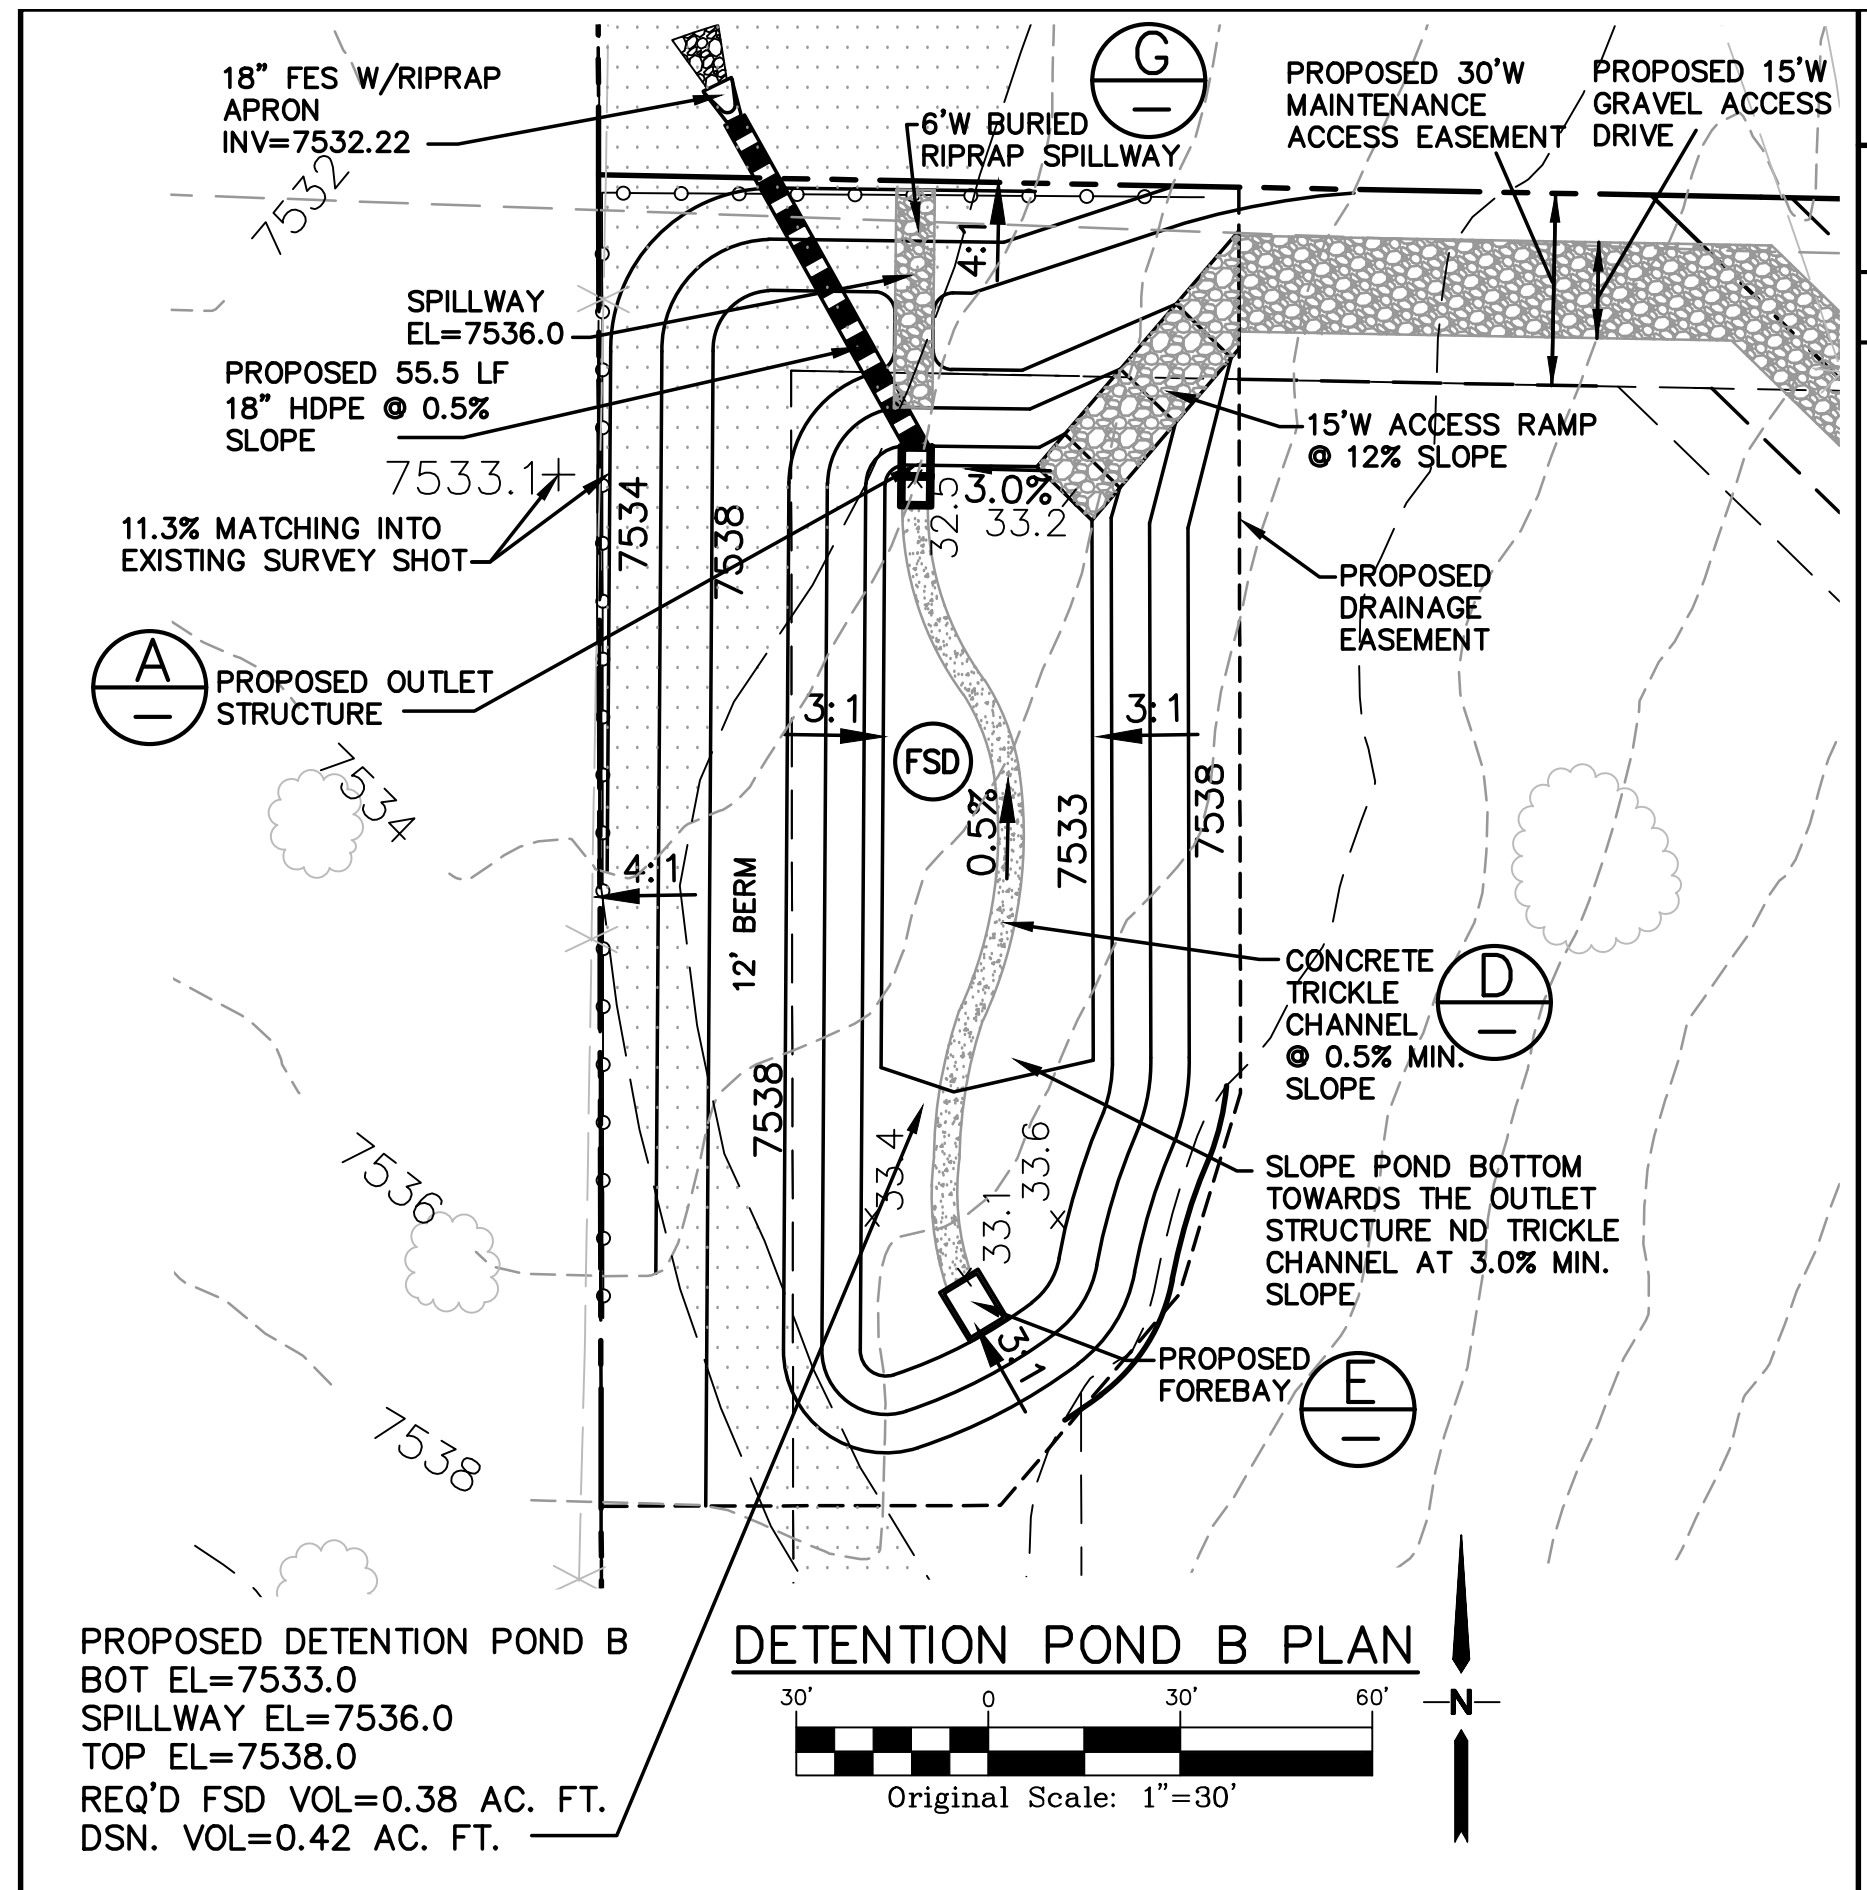 18" FES W/RIPRAP
APRON
INV=7532.22
G
6'W BURIED
RIPRAP SPILLWAY
PROPOSED 30'W
MAINTENANCE
ACCESS EASEMENT
PROPOSED 15'W
GRAVEL ACCESS
DRIVE
7532
4:1
SPILLWAY
EL=7536.0
PROPOSED 55.5 LF
18" HDPE @ 0.5%
SLOPE
15'W ACCESS RAMP
@ 12% SLOPE
7533.1
3.0%
33.2
32.5
7534
7538
11.3% MATCHING INTO
EXISTING SURVEY SHOT
PROPOSED
DRAINAGE
EASEMENT
A
PROPOSED OUTLET
STRUCTURE
3:1
3:1
FSD
7534
0.5%
7533
7538
4:1
12' BERM
CONCRETE
TRICKLE
CHANNEL
@ 0.5% MIN.
SLOPE
D
7538
33.4
33.6
33.1
7536
SLOPE POND BOTTOM
TOWARDS THE OUTLET
STRUCTURE ND TRICKLE
CHANNEL AT 3.0% MIN.
SLOPE
3:1
PROPOSED
FOREBAY
E
7538
PROPOSED DETENTION POND B
BOT EL=7533.0
SPILLWAY EL=7536.0
TOP EL=7538.0
REQ'D FSD VOL=0.38 AC. FT.
DSN. VOL=0.42 AC. FT.
DETENTION POND B PLAN
30' 0 30' 60'
Original Scale: 1"=30'
N